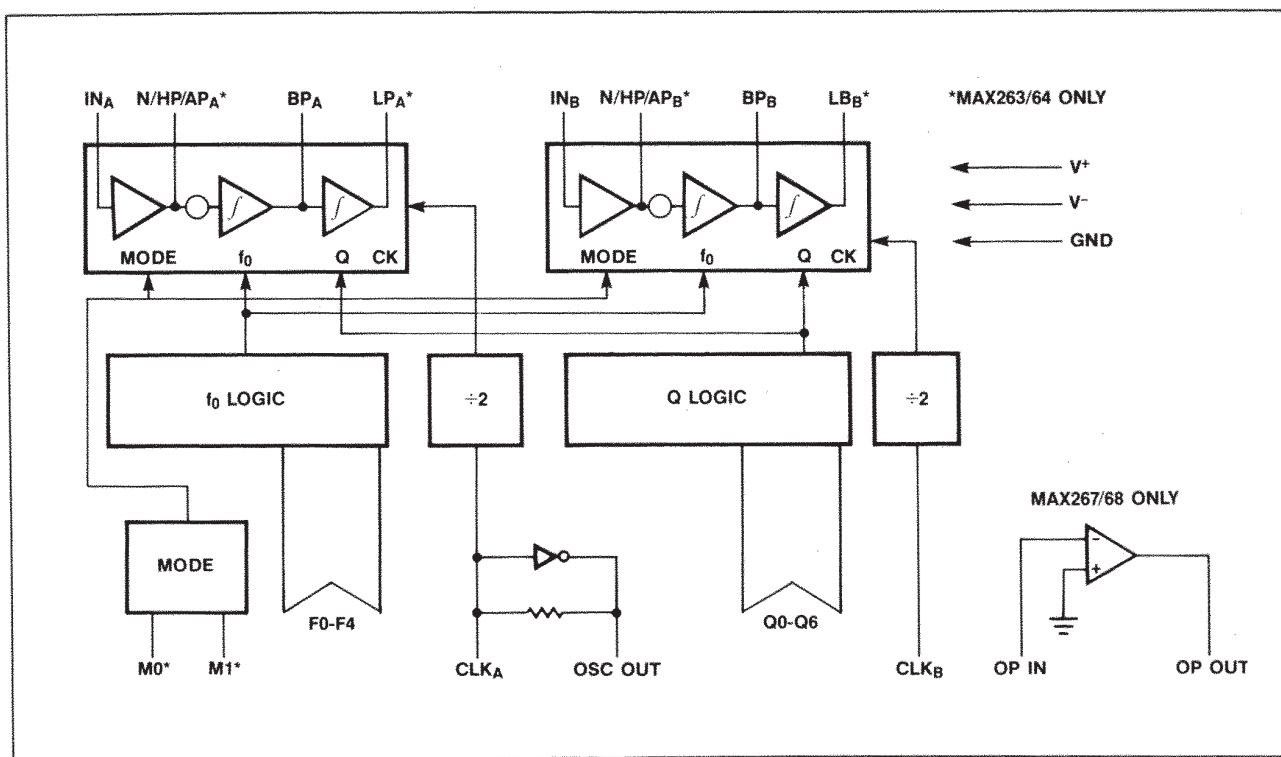 IN_A N/HP/AP_A* BP_A LP_A* IN_B N/HP/AP_B* BP_B LB_B* *MAX263/64 ONLY
V+
V−
GND
∫ ∫ ∫ ∫
MODE f₀ Q CK MODE f₀ Q CK
f₀ LOGIC ÷2 Q LOGIC ÷2
MAX267/68 ONLY
−
+
MODE
F0-F4 Q0-Q6
M0* M1* CLK_A OSC OUT CLK_B OP IN OP OUT